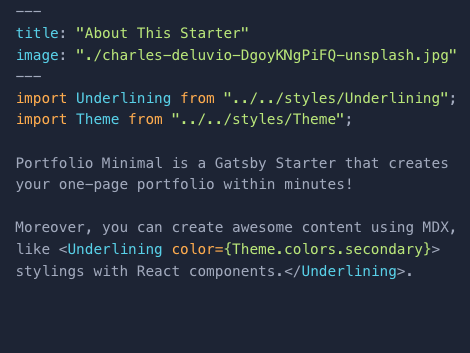 ---
title: "About This Starter"
image: "./charles-deluvio-DgoyKNgPiFQ-unsplash.jpg"
---
import Underlining from "../../styles/Underlining";
import Theme from "../../styles/Theme";
Portfolio Minimal is a Gatsby Starter that creates
your one-page portfolio within minutes!
Moreover, you can create awesome content using MDX,
like <Underlining color={Theme.colors.secondary}>
stylings with React components.</Underlining>.